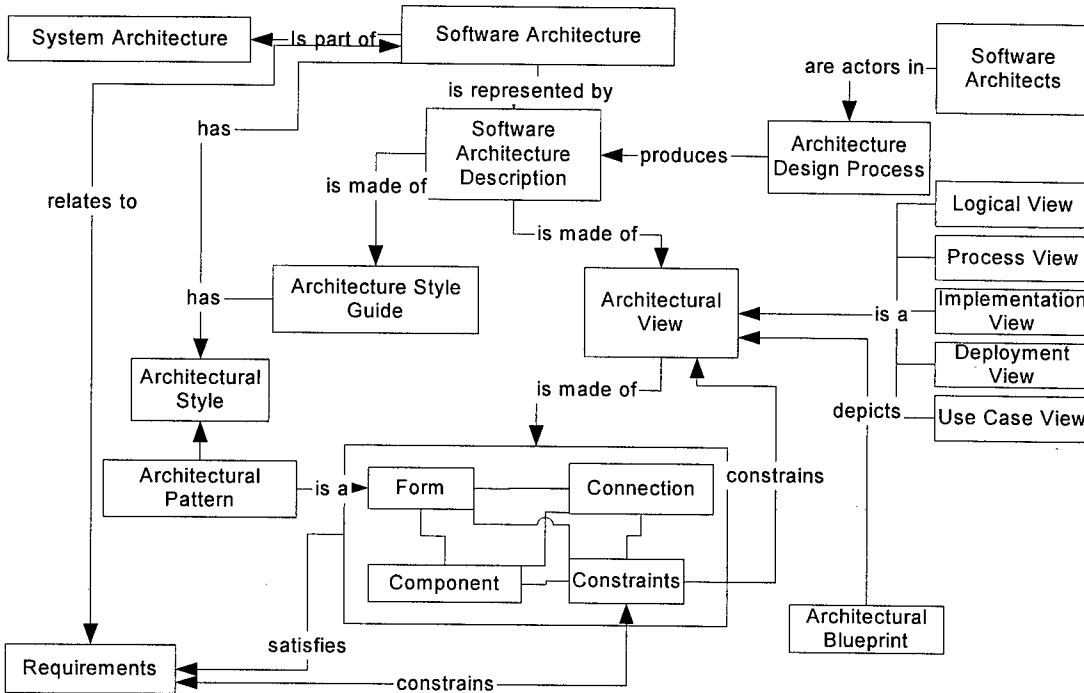 System Architecture
Is part of
Software Architecture
are actors in
Software
Architects
is represented by
has
Software
Architecture
Description
produces
Architecture
Design Process
is made of
relates to
Logical View
is made of
Process View
has
Architecture Style
Guide
Architectural
View
is a
Implementation
View
Deployment
View
Architectural
Style
is made of
depicts
Use Case View
Architectural
Pattern
is a
Form
Connection
constrains
Component
Constraints
Architectural
Blueprint
satisfies
Requirements
constrains